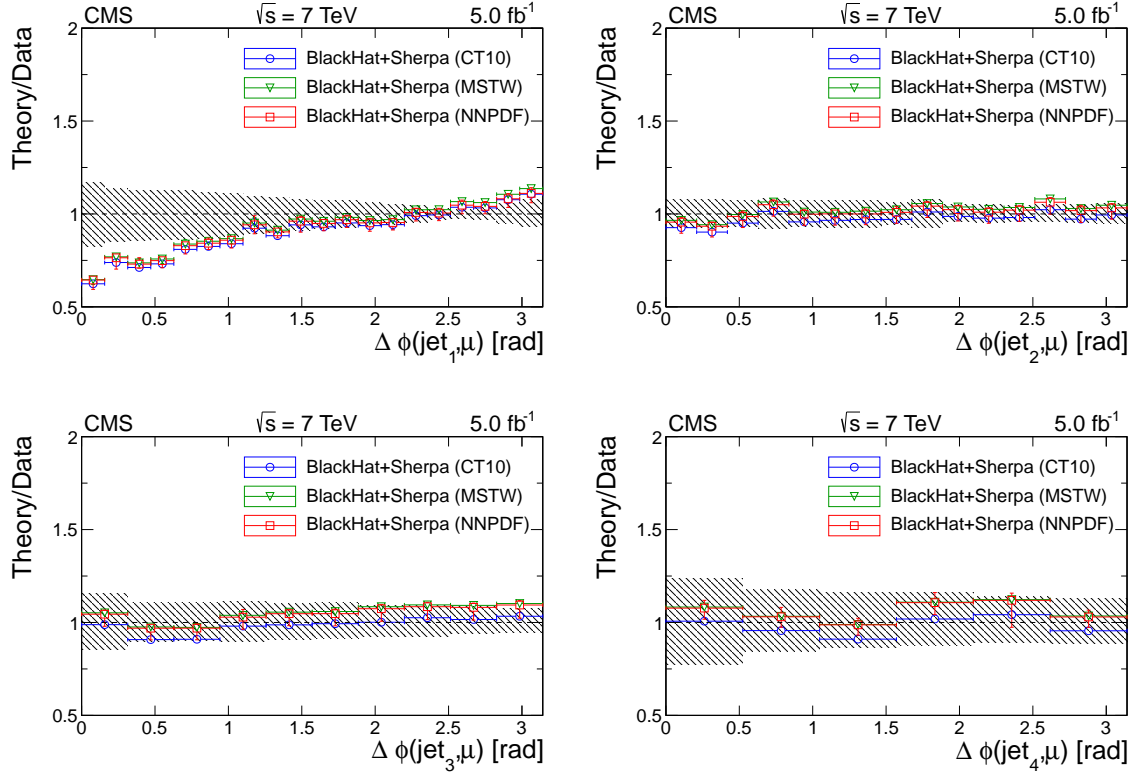 CMS √s = 7 TeV 5.0 fb⁻¹
BlackHat+Sherpa (CT10)
BlackHat+Sherpa (MSTW)
BlackHat+Sherpa (NNPDF)
Theory/Data
2
1.5
1
0.5
0 0.5 1 1.5 2 2.5 3
Δ ϕ(jet₁,μ) [rad]
CMS √s = 7 TeV 5.0 fb⁻¹
BlackHat+Sherpa (CT10)
BlackHat+Sherpa (MSTW)
BlackHat+Sherpa (NNPDF)
Theory/Data
2
1.5
1
0.5
0 0.5 1 1.5 2 2.5 3
Δ ϕ(jet₂,μ) [rad]
CMS √s = 7 TeV 5.0 fb⁻¹
BlackHat+Sherpa (CT10)
BlackHat+Sherpa (MSTW)
BlackHat+Sherpa (NNPDF)
Theory/Data
2
1.5
1
0.5
0 0.5 1 1.5 2 2.5 3
Δ ϕ(jet₃,μ) [rad]
CMS √s = 7 TeV 5.0 fb⁻¹
BlackHat+Sherpa (CT10)
BlackHat+Sherpa (MSTW)
BlackHat+Sherpa (NNPDF)
Theory/Data
2
1.5
1
0.5
0 0.5 1 1.5 2 2.5 3
Δ ϕ(jet₄,μ) [rad]